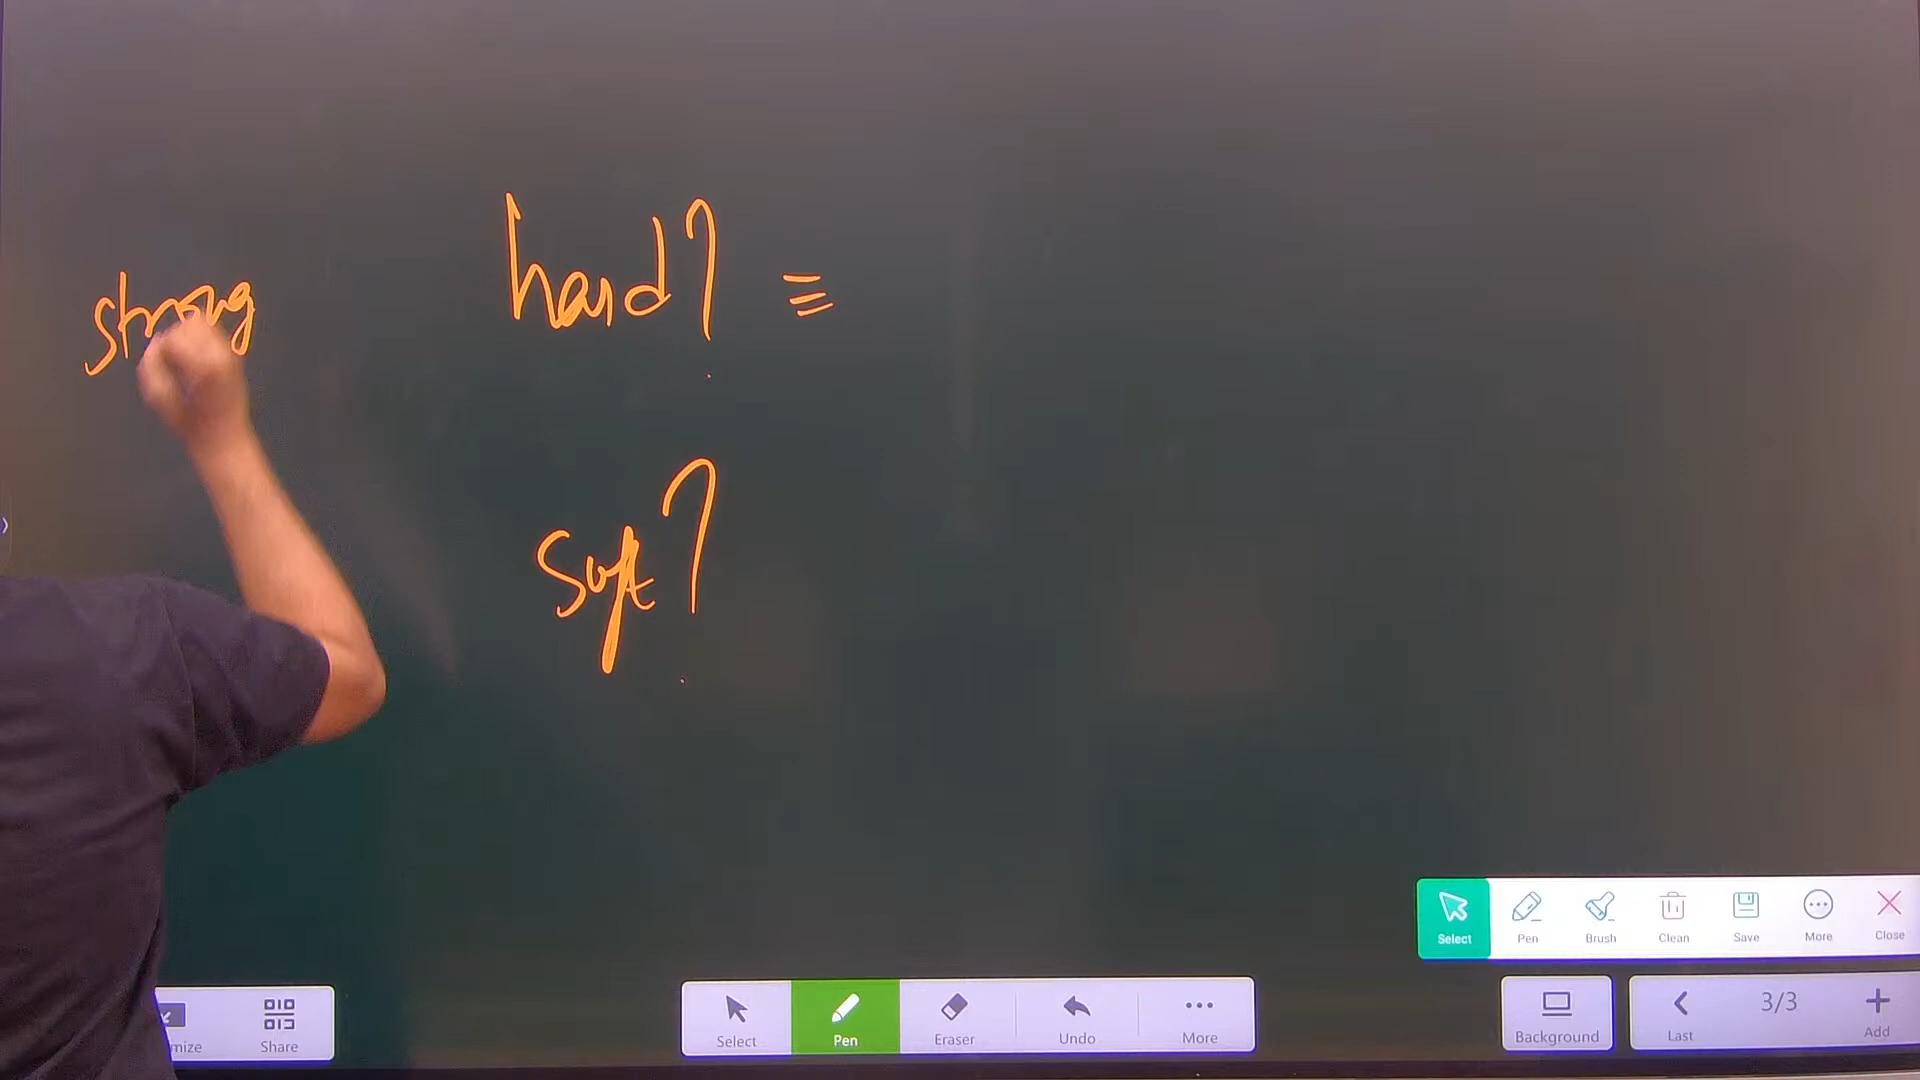 hard? ≡
strong
soft?
Select Pen Brush Clean Save More Close
Share
Select Pen Eraser Undo More
Background
Last 3/3 Add